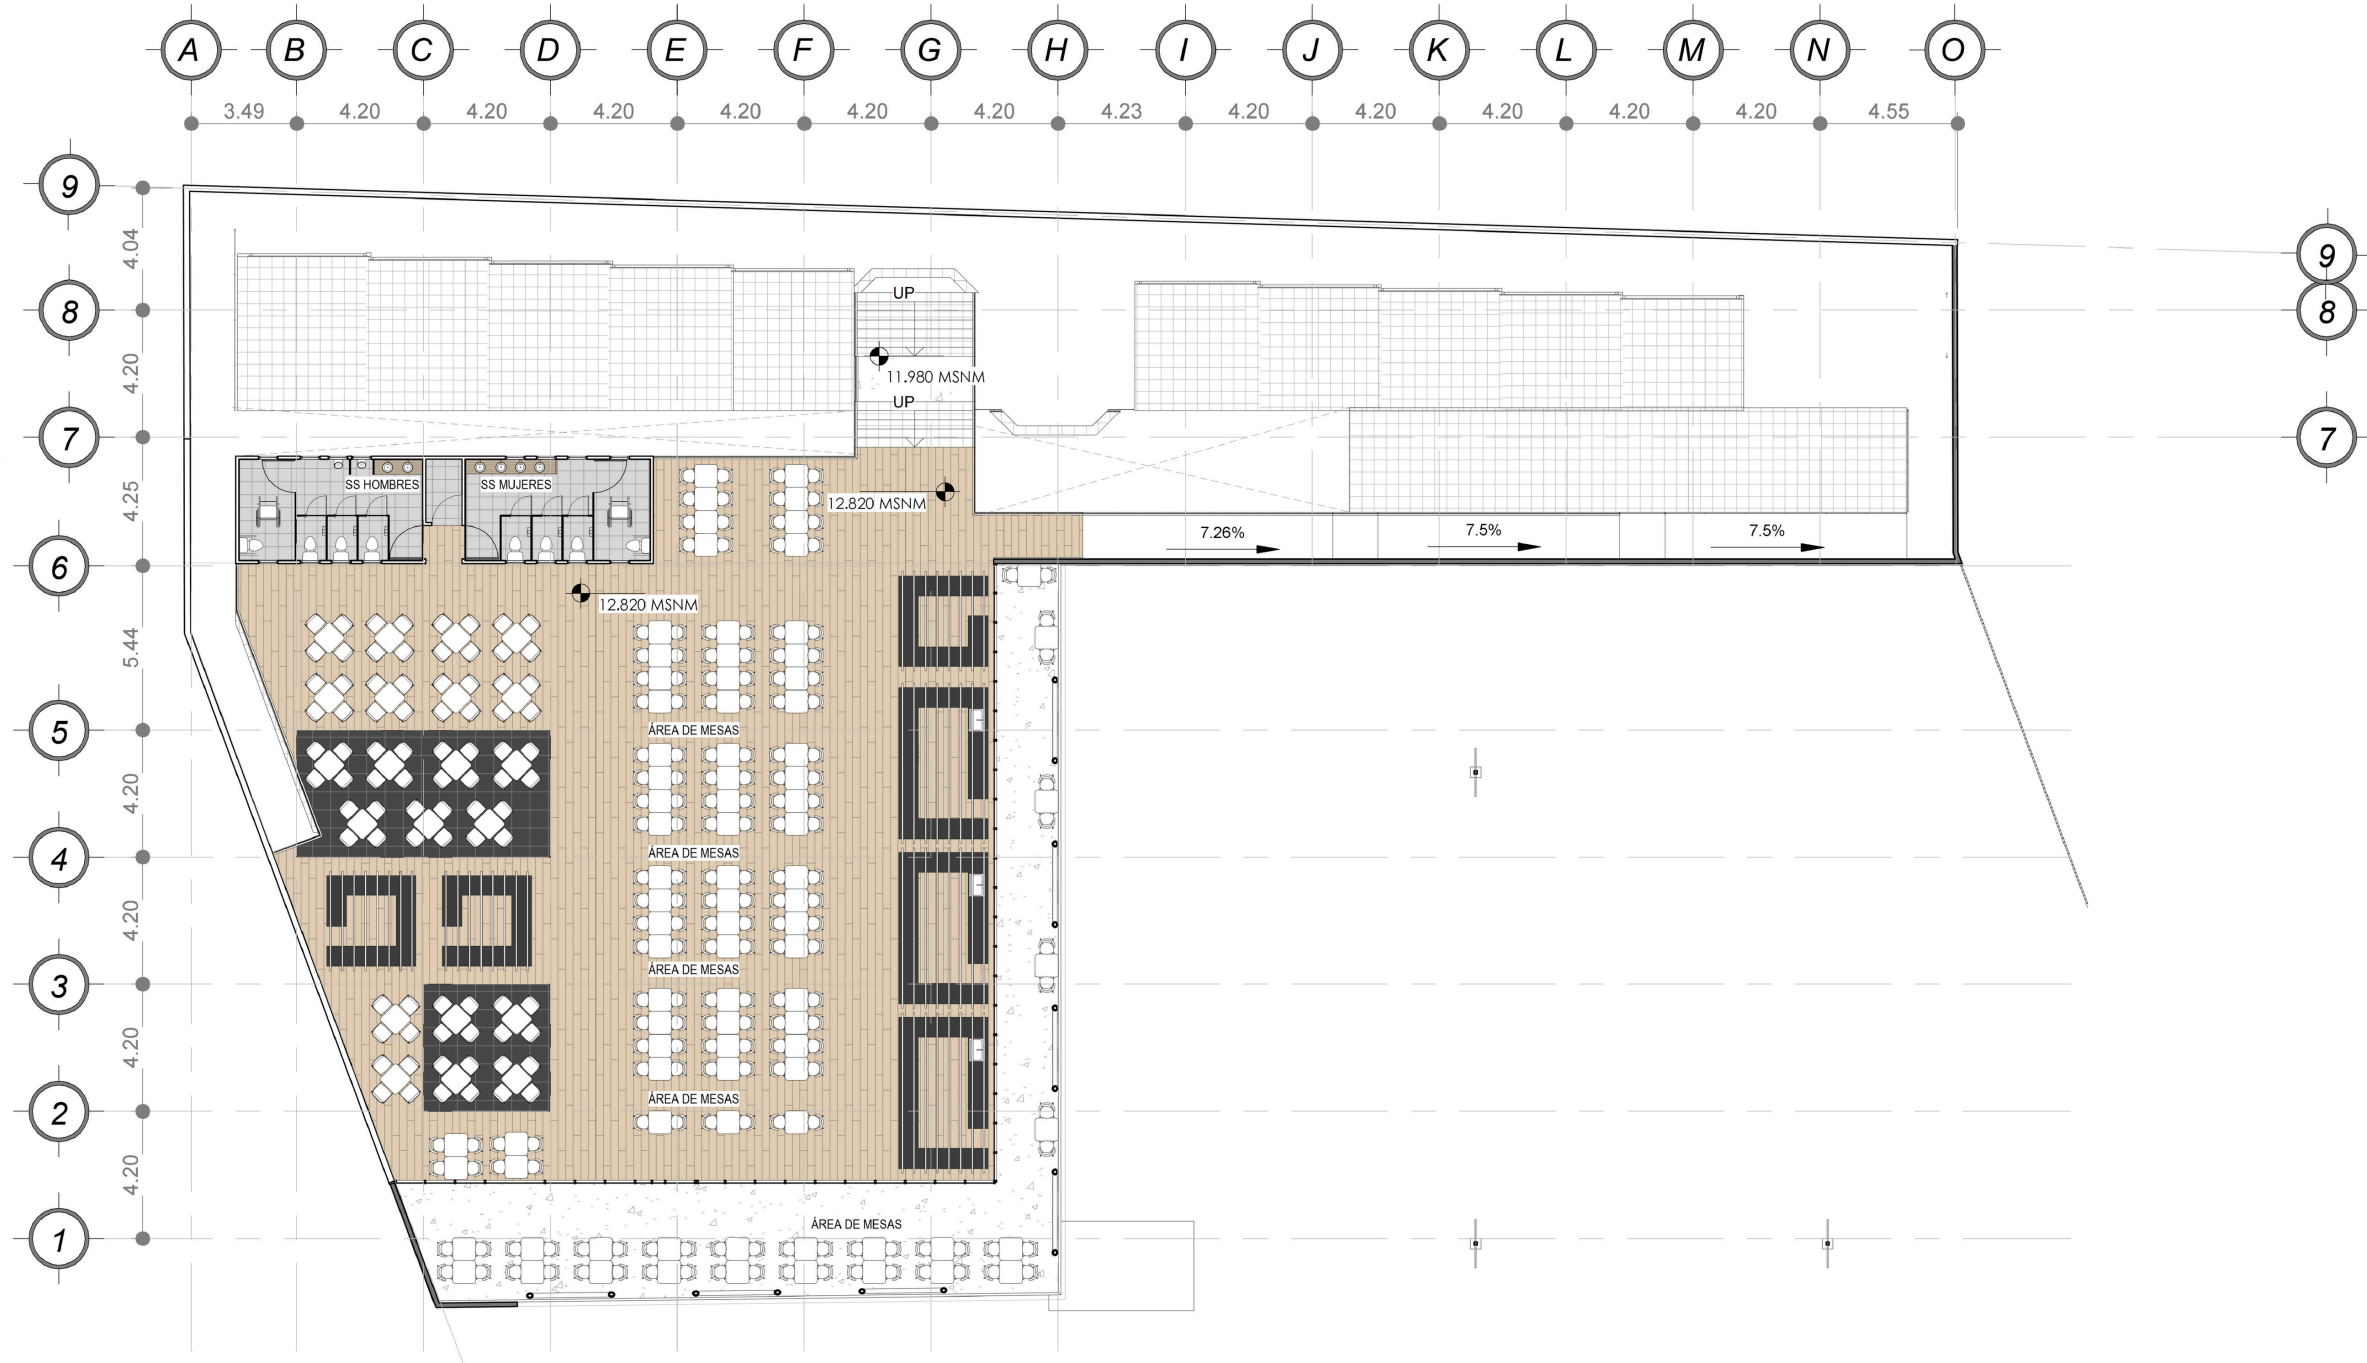 A B C D E F G H I J K L M N O
3.49 4.20 4.20 4.20 4.20 4.20 4.20 4.23 4.20 4.20 4.20 4.20 4.20 4.55
9
4.04
9
8
UP
8
4.20
11.980 MSNM
UP
7
7
SS HOMBRES
SS MUJERES
4.25
12.820 MSNM
7.26%
7.5%
7.5%
6
12.820 MSNM
5.44
5
ÁREA DE MESAS
4.20
4
ÁREA DE MESAS
4.20
3
ÁREA DE MESAS
4.20
2
ÁREA DE MESAS
4.20
1
ÁREA DE MESAS